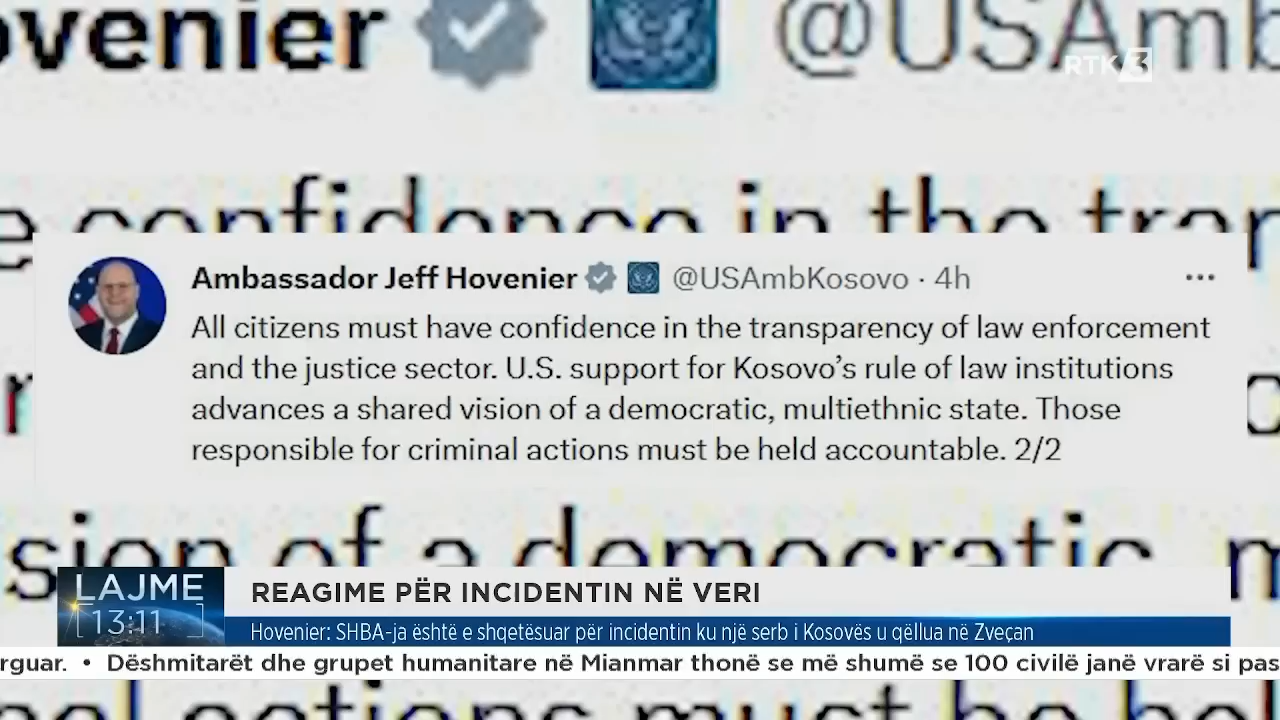 ovenier @USAmb
RTK 3
e confidence in the tran
Ambassador Jeff Hovenier @USAmbKosovo · 4h
All citizens must have confidence in the transparency of law enforcement
and the justice sector. U.S. support for Kosovo’s rule of law institutions
advances a shared vision of a democratic, multiethnic state. Those
responsible for criminal actions must be held accountable. 2/2
sion of a democratic, m
LAJME
13:11
REAGIME PËR INCIDENTIN NË VERI
Hovenier: SHBA-ja është e shqetësuar për incidentin ku një serb i Kosovës u qëllua në Zveçan
rguar. • Dëshmitarët dhe grupet humanitare në Mianmar thonë se më shumë se 100 civilë janë vrarë si pas